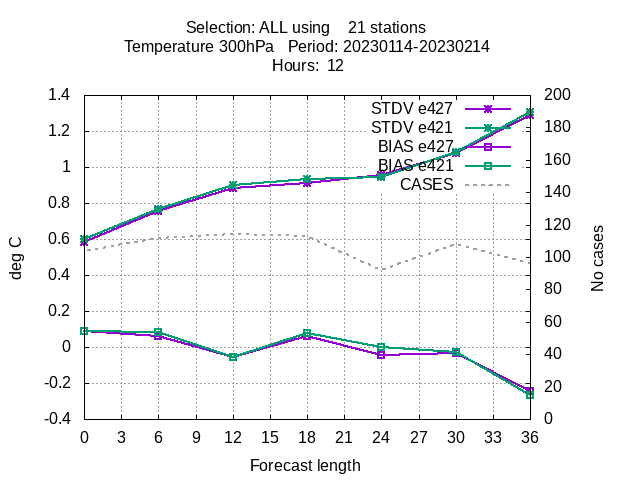 Selection: ALL using    21 stations
Temperature 300hPa   Period: 20230114-20230214
Hours:  12
STDV e427
STDV e421
BIAS e427
BIAS e421
CASES
deg C
1.4
1.2
1
0.8
0.6
0.4
0.2
0
-0.2
-0.4
No cases
200
180
160
140
120
100
80
60
40
20
0
0 3 6 9 12 15 18 21 24 27 30 33 36
Forecast length